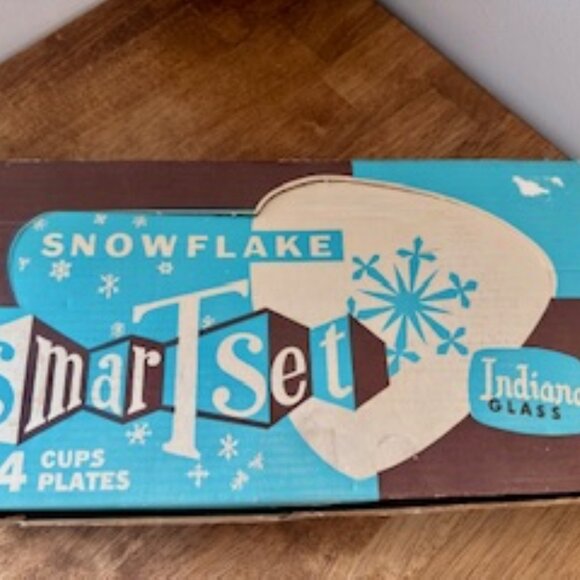 SNOWFLAKE
SmarTset
4 CUPS
PLATES
Indiana
GLASS